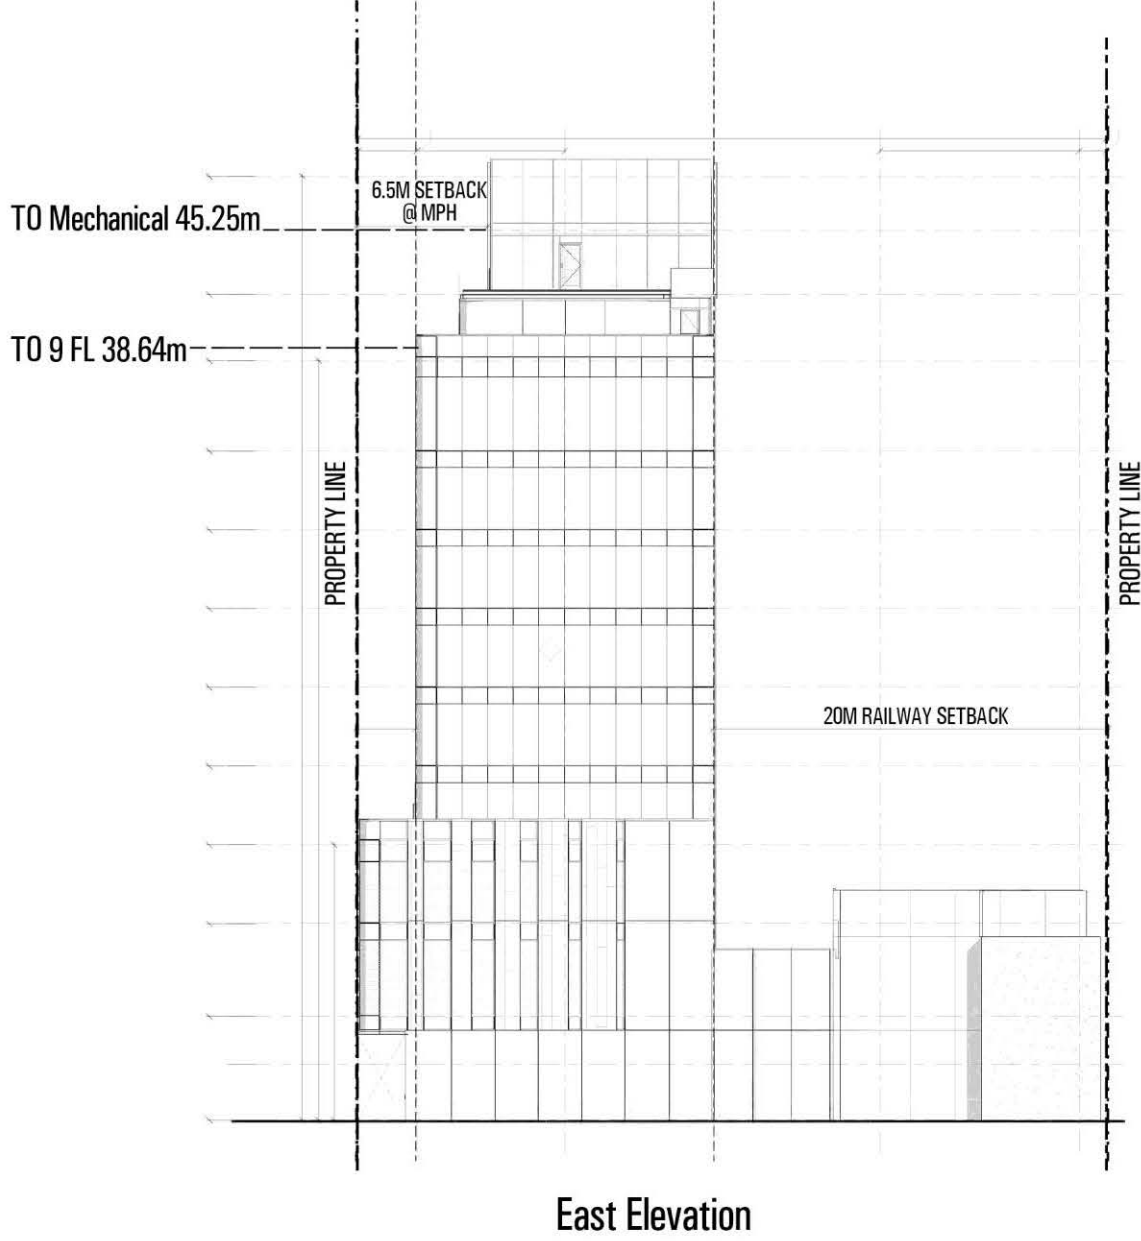 6.5M SETBACK
@ MPH
TO Mechanical 45.25m
TO 9 FL 38.64m
PROPERTY LINE
PROPERTY LINE
20M RAILWAY SETBACK
East Elevation